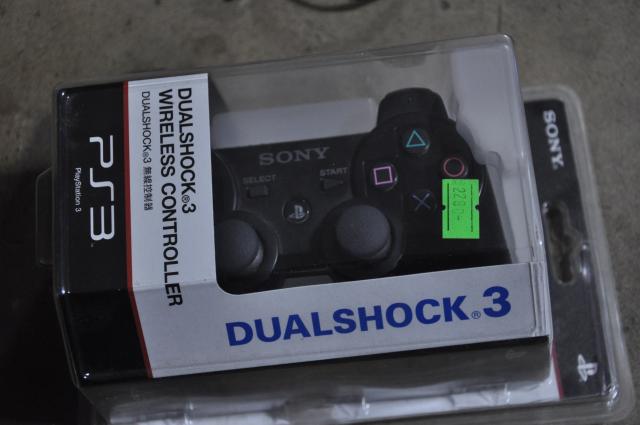 PS3
PlayStation 3
DUALSHOCK®3
WIRELESS CONTROLLER
DUALSHOCK®3 無線控制器
SONY
SELECT
START
2280-
DUALSHOCK®3
SONY